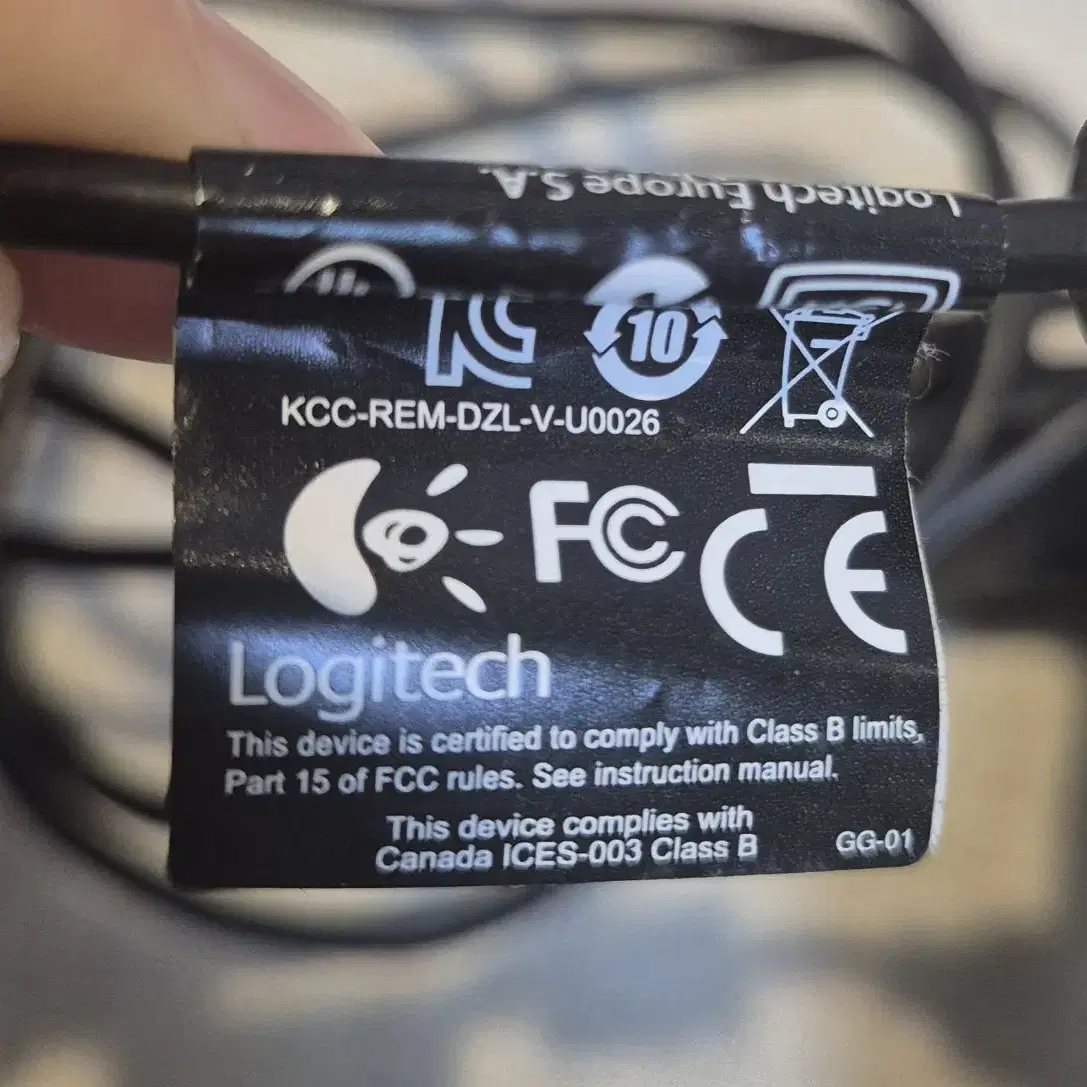 Logitech Europe S.A.
10
KCC-REM-DZL-V-U0026
FC CE
Logitech
This device is certified to comply with Class B limits,
Part 15 of FCC rules. See instruction manual.
This device complies with
Canada ICES-003 Class B
GG-01